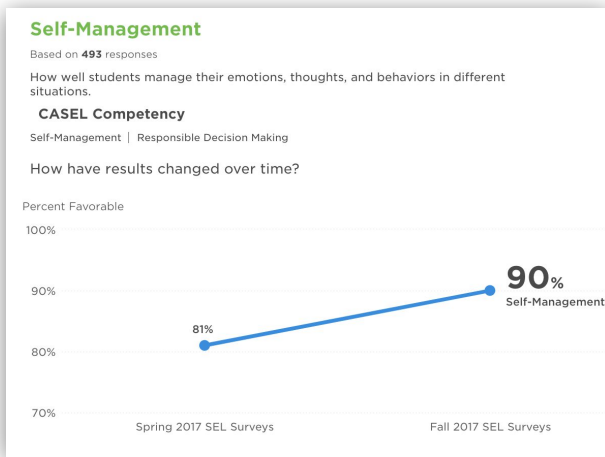 Self-Management
Based on 493 responses
How well students manage their emotions, thoughts, and behaviors in different
situations.
CASEL Competency
Self-Management | Responsible Decision Making
How have results changed over time?
Percent Favorable
100%
90%
90%
Self-Management
81%
80%
70%
Spring 2017 SEL Surveys
Fall 2017 SEL Surveys